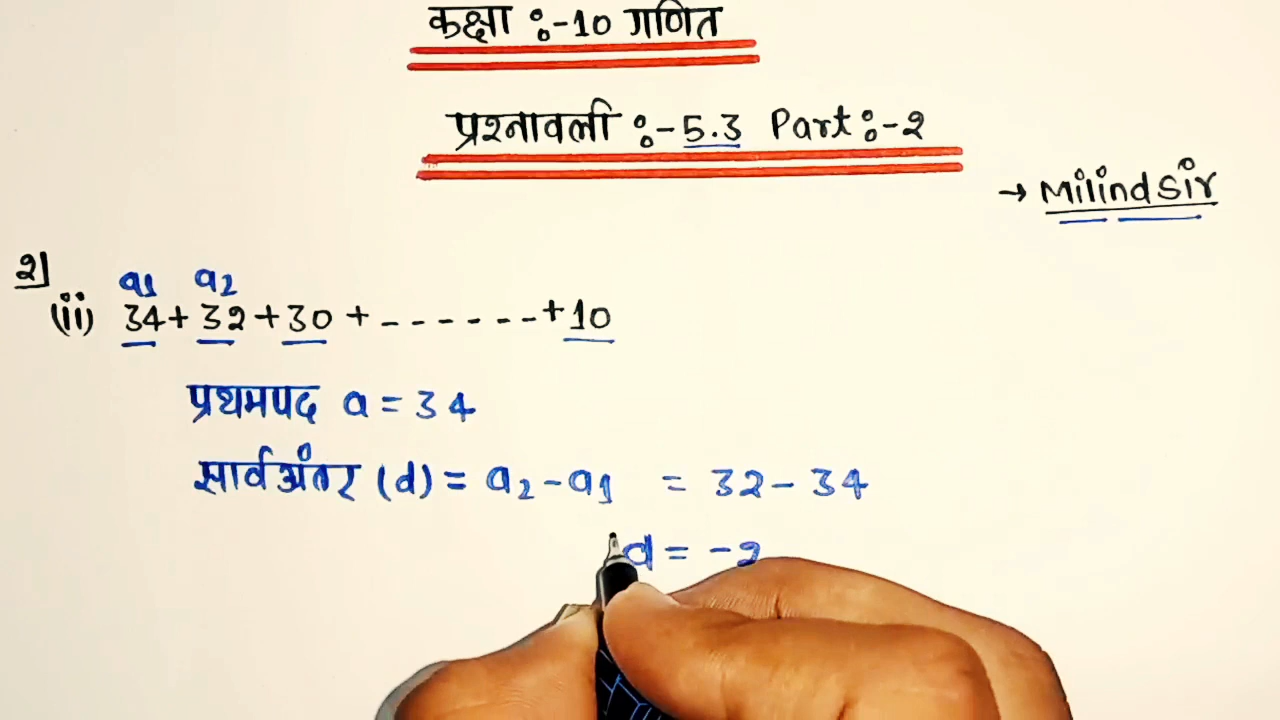 कक्षा :-10 गणित
प्रश्नावली :-5.3 Part:-2
→ Milind Sir
2]
a1 a2
(ii) 34+32+30+------+10
प्रथमपद a=34
सार्वअंतर (d) = a2-a1 = 32-34
d = -2